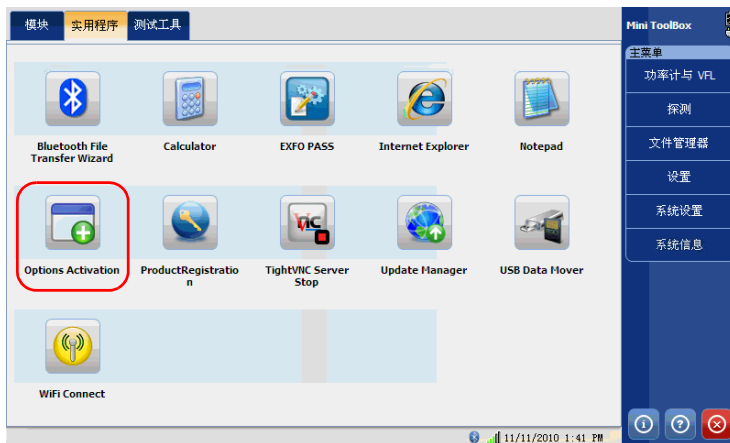 模块 实用程序 测试工具
Bluetooth File
Transfer Wizard
Calculator
EXFO PASS
Internet Explorer
Notepad
Options Activation
ProductRegistratio
n
TightVNC Server
Stop
Update Manager
USB Data Mover
WiFi Connect
11/11/2010 1:41 PM
Mini ToolBox
主菜单
功率计与 VFL
探测
文件管理器
设置
系统设置
系统信息